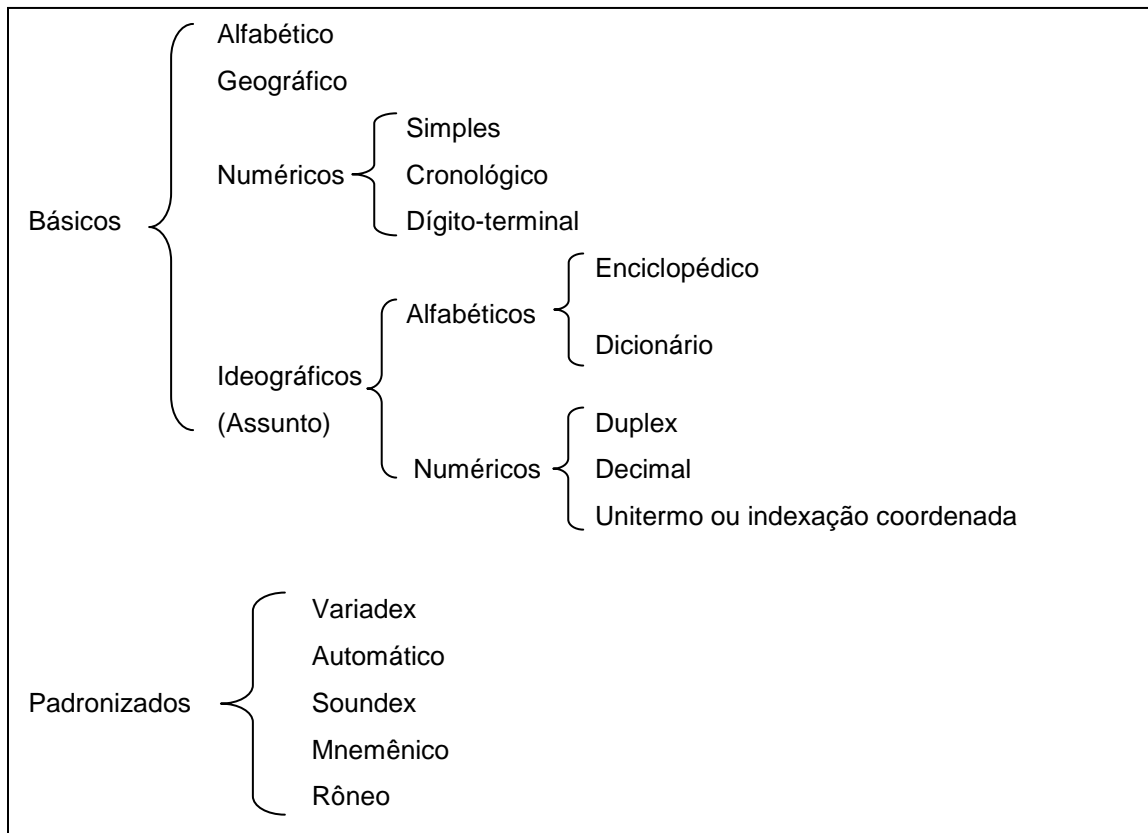 Alfabético
Geográfico
Simples
Numéricos
Cronológico
Dígito-terminal
Básicos
Enciclopédico
Alfabéticos
Dicionário
Ideográficos
(Assunto)
Duplex
Numéricos
Decimal
Unitermo ou indexação coordenada
Variadex
Automático
Padronizados
Soundex
Mnemênico
Rôneo